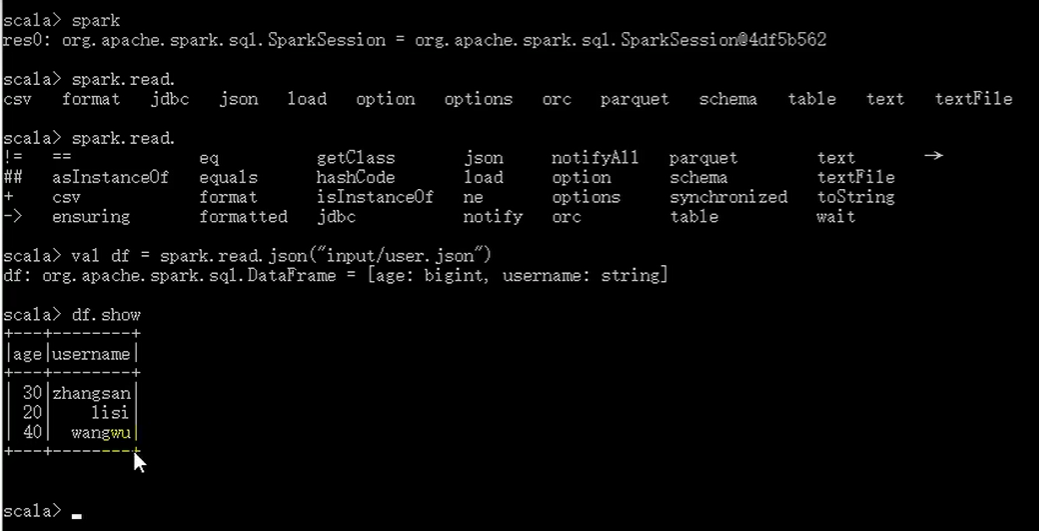 scala> spark
res0: org.apache.spark.sql.SparkSession = org.apache.spark.sql.SparkSession@4df5b562
scala> spark.read.
csv format jdbc json load option options orc parquet schema table text textFile
scala> spark.read.
!= == eq getClass json notifyAll parquet text →
## asInstanceOf equals hashCode load option schema textFile
+ csv format isInstanceOf ne options synchronized toString
-> ensuring formatted jdbc notify orc table wait
scala> val df = spark.read.json("input/user.json")
df: org.apache.spark.sql.DataFrame = [age: bigint, username: string]
scala> df.show
+---+--------+
|age|username|
+---+--------+
| 30|zhangsan|
| 20|    lisi|
| 40|  wangwu|
+---+--------+
scala>